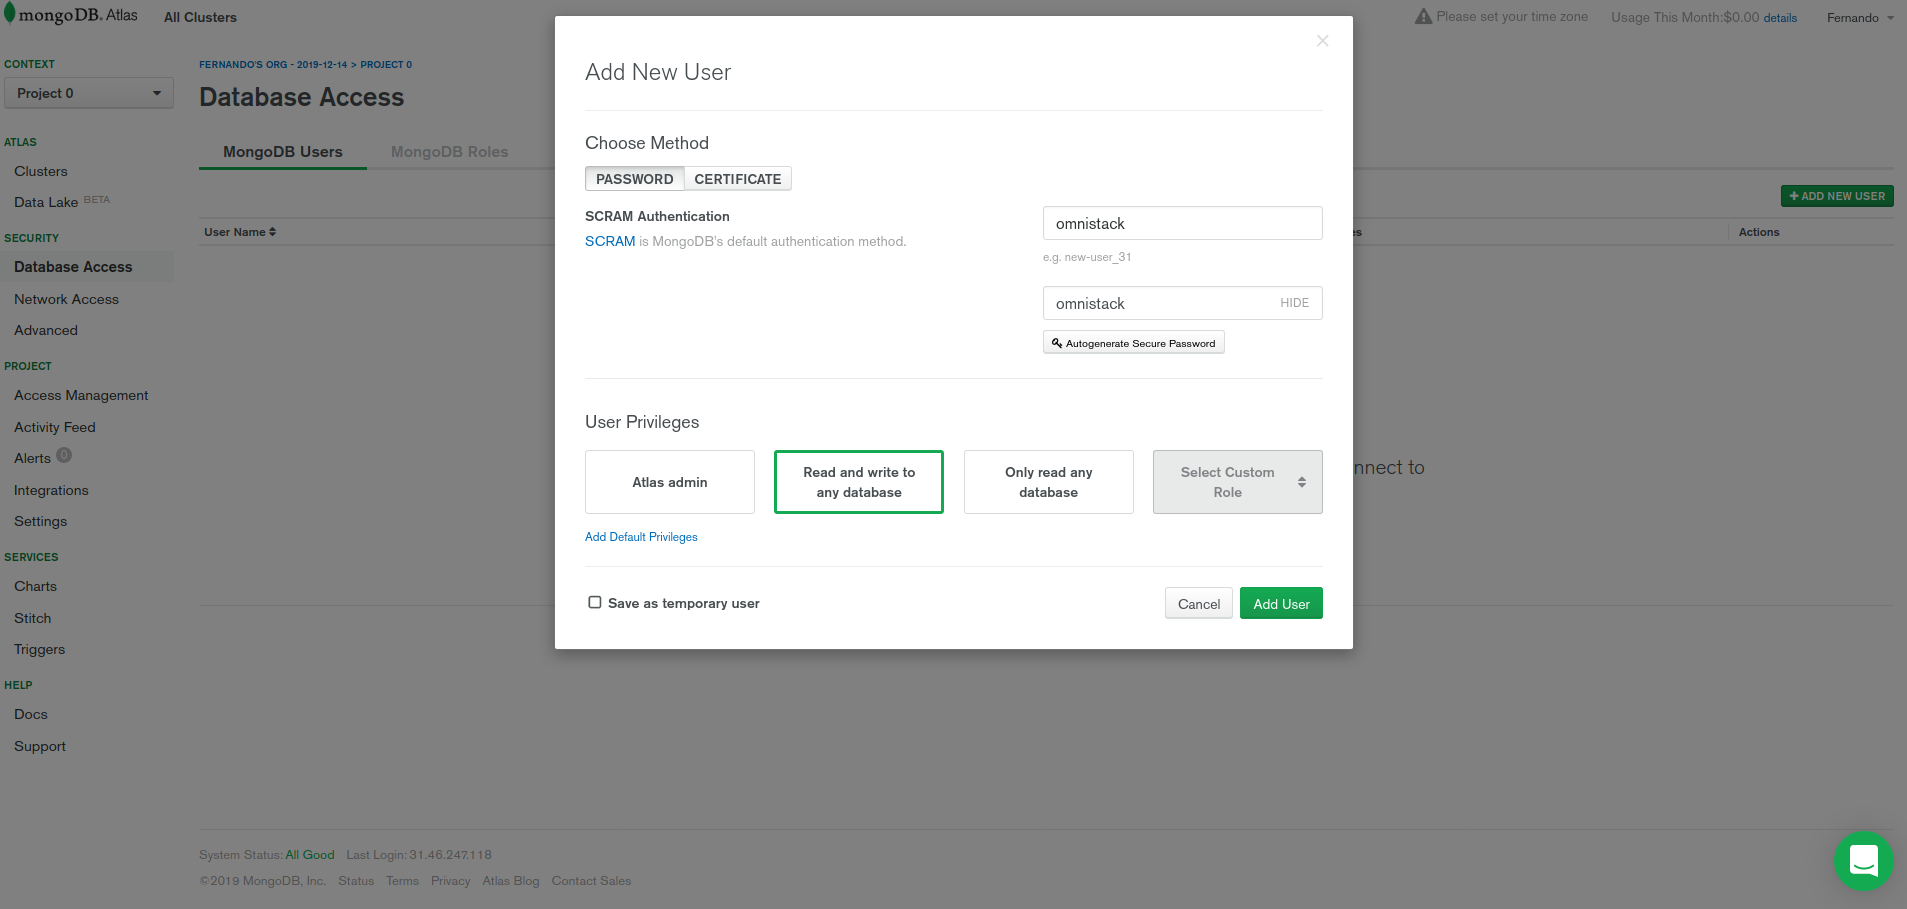 mongoDB. Atlas
All Clusters
Please set your time zone
Usage This Month:$0.00 details
Fernando
CONTEXT
Project 0
ATLAS
Clusters
Data Lake BETA
SECURITY
Database Access
Network Access
Advanced
PROJECT
Access Management
Activity Feed
Alerts 0
Integrations
Settings
SERVICES
Charts
Stitch
Triggers
HELP
Docs
Support
FERNANDO'S ORG - 2019-12-14 > PROJECT 0
Database Access
MongoDB Users
MongoDB Roles
+ ADD NEW USER
User Name
es
Actions
nnect to
Add New User
Choose Method
PASSWORD
CERTIFICATE
SCRAM Authentication
SCRAM is MongoDB's default authentication method.
omnistack
e.g. new-user_31
omnistack
HIDE
Autogenerate Secure Password
User Privileges
Atlas admin
Read and write to
any database
Only read any
database
Select Custom
Role
Add Default Privileges
Save as temporary user
Cancel
Add User
System Status: All Good Last Login: 31.46.247.118
©2019 MongoDB, Inc. Status Terms Privacy Atlas Blog Contact Sales